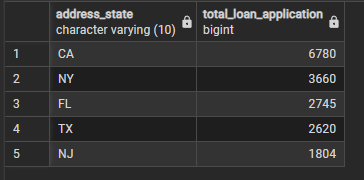 address_state total_loan_application
character varying (10) bigint
1 CA 6780
2 NY 3660
3 FL 2745
4 TX 2620
5 NJ 1804